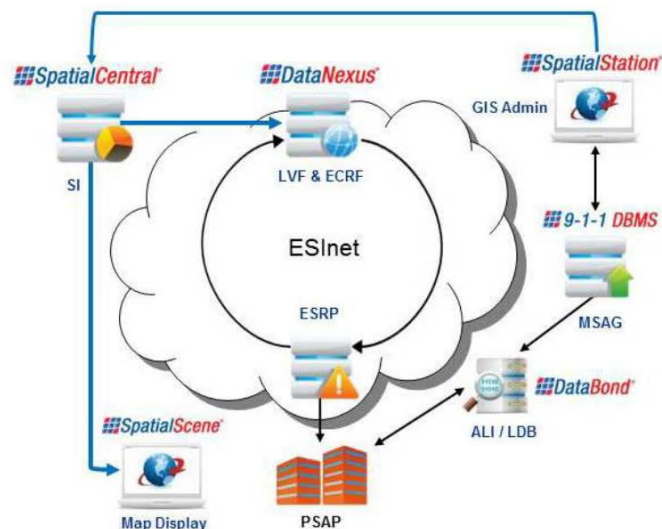 SpatialCentral®
DataNexus®
SpatialStation®
GIS Admin
SI
LVF & ECRF
9-1-1 DBMS
ESInet
MSAG
ESRP
DataBond®
ALI / LDB
SpatialScene®
Map Display
PSAP